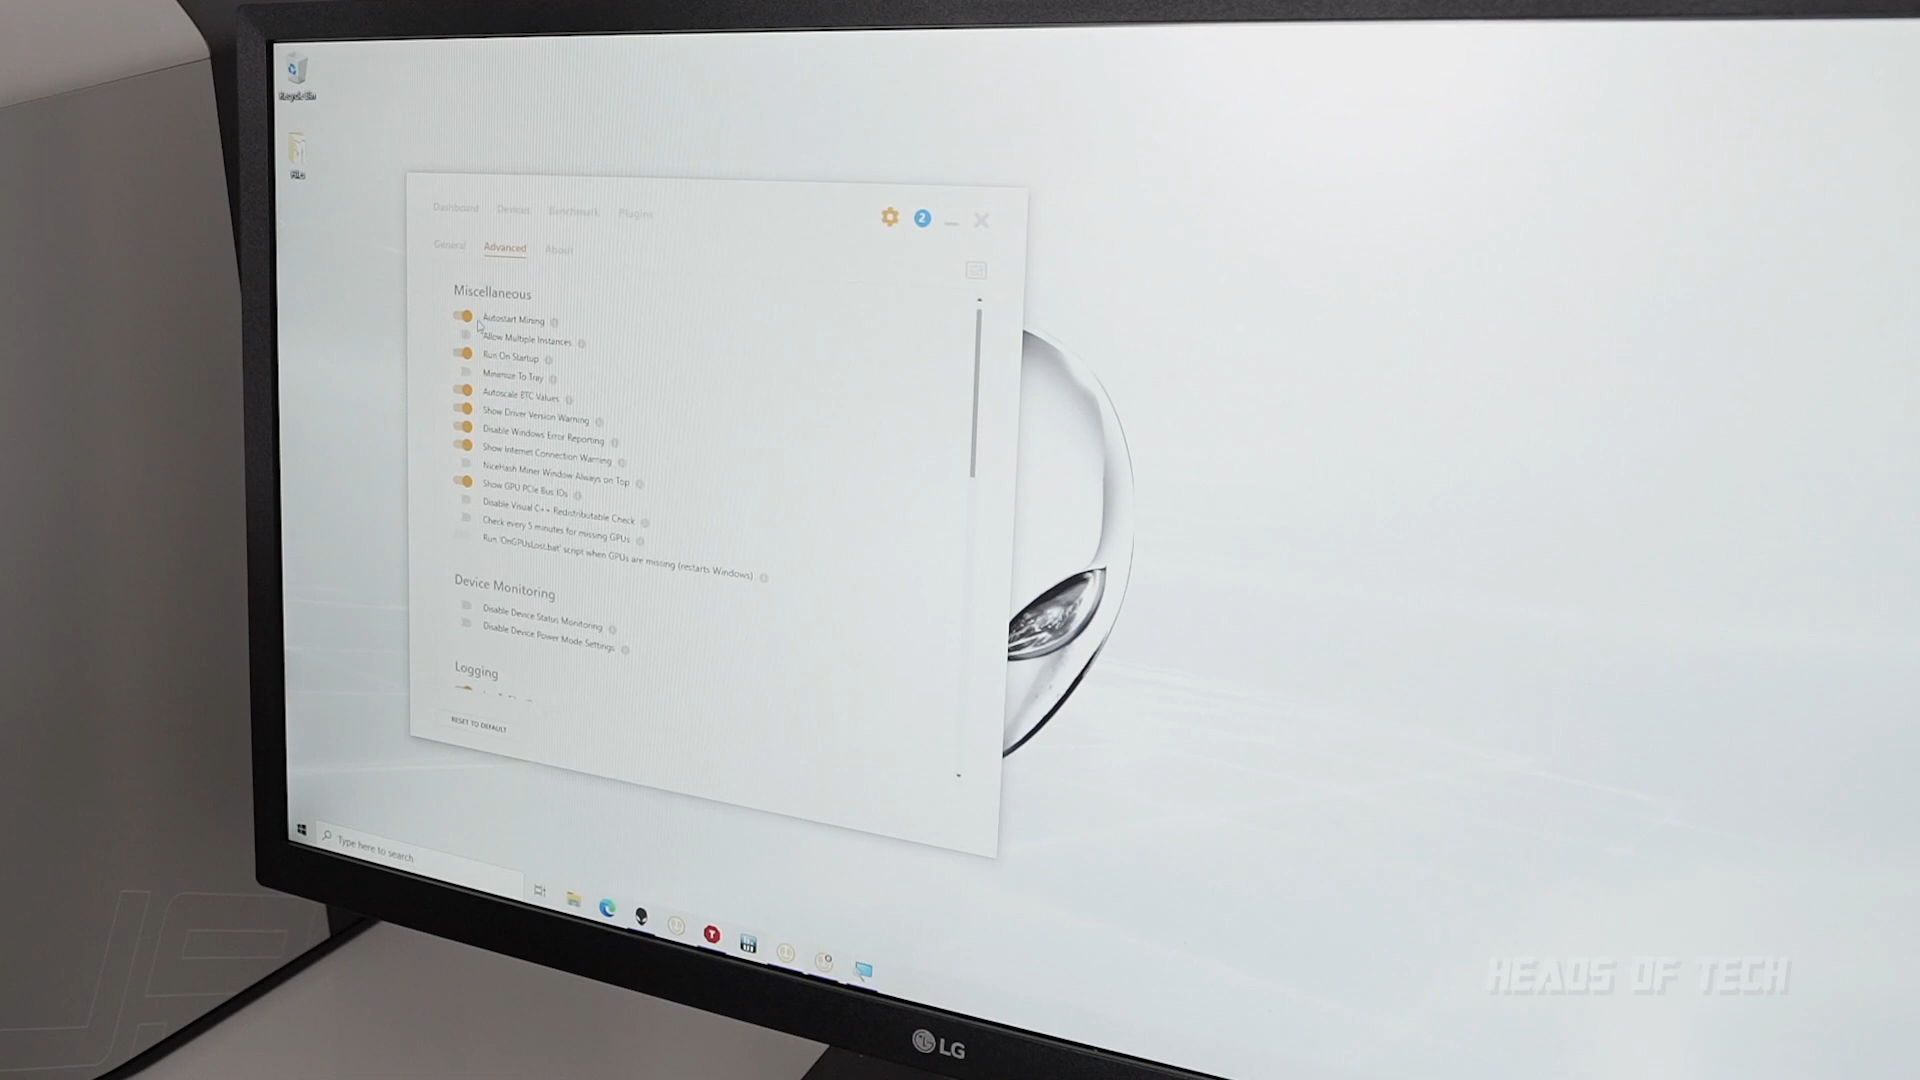 Recycle Bin
Dashboard Devices Benchmark Plugins
2
General Advanced About
Miscellaneous
Autostart Mining
Allow Multiple Instances
Run On Startup
Minimize To Tray
Autoscale BTC Values
Show Driver Version Warning
Disable Windows Error Reporting
Show Internet Connection Warning
NiceHash Miner Window Always on Top
Show GPU PCIe Bus IDs
Disable Visual C++ Redistributable Check
Check every 5 minutes for missing GPUs
Run 'OnGPUsLost.bat' script when GPUs are missing (restarts Windows)
Device Monitoring
Disable Device Status Monitoring
Disable Device Power Mode Settings
Logging
RESET TO DEFAULT
Type here to search
T
LG
HEADS OF TECH